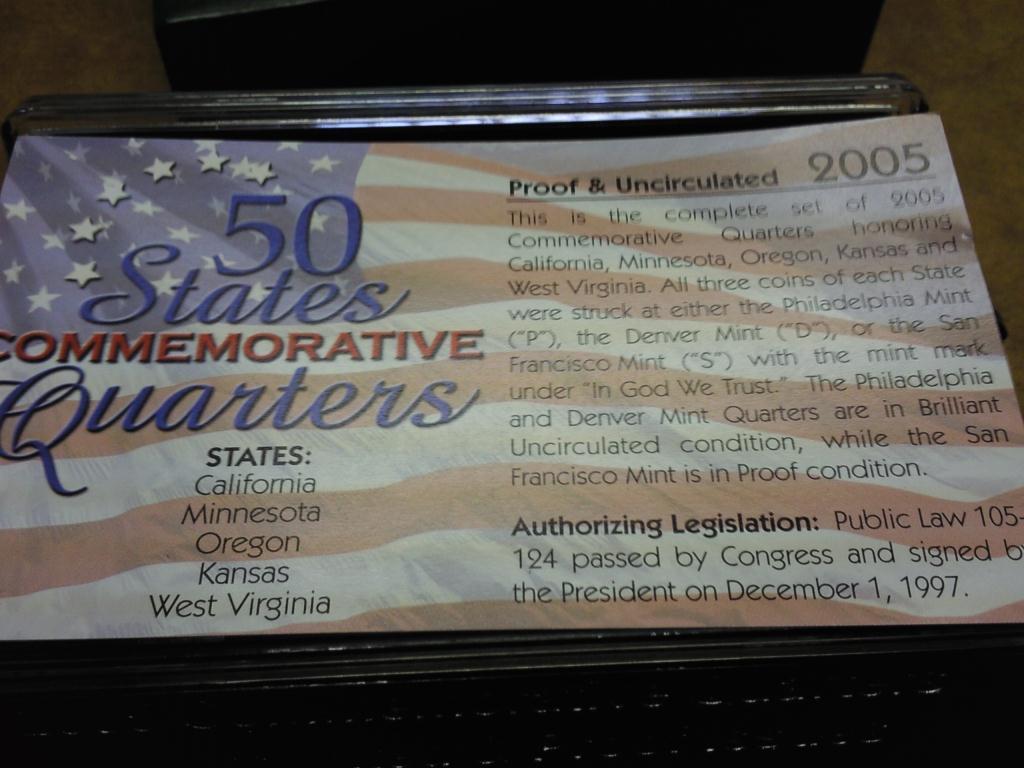 50
States
COMMEMORATIVE
Quarters
STATES:
California
Minnesota
Oregon
Kansas
West Virginia
Proof & Uncirculated 2005
This is the complete set of 2005
Commemorative Quarters honoring
California, Minnesota, Oregon, Kansas and
West Virginia. All three coins of each State
were struck at either the Philadelphia Mint
("P"), the Denver Mint ("D"), or the San
Francisco Mint ("S") with the mint mark
under "In God We Trust." The Philadelphia
and Denver Mint Quarters are in Brilliant
Uncirculated condition, while the San
Francisco Mint is in Proof condition.
Authorizing Legislation: Public Law 105-
124 passed by Congress and signed by
the President on December 1, 1997.